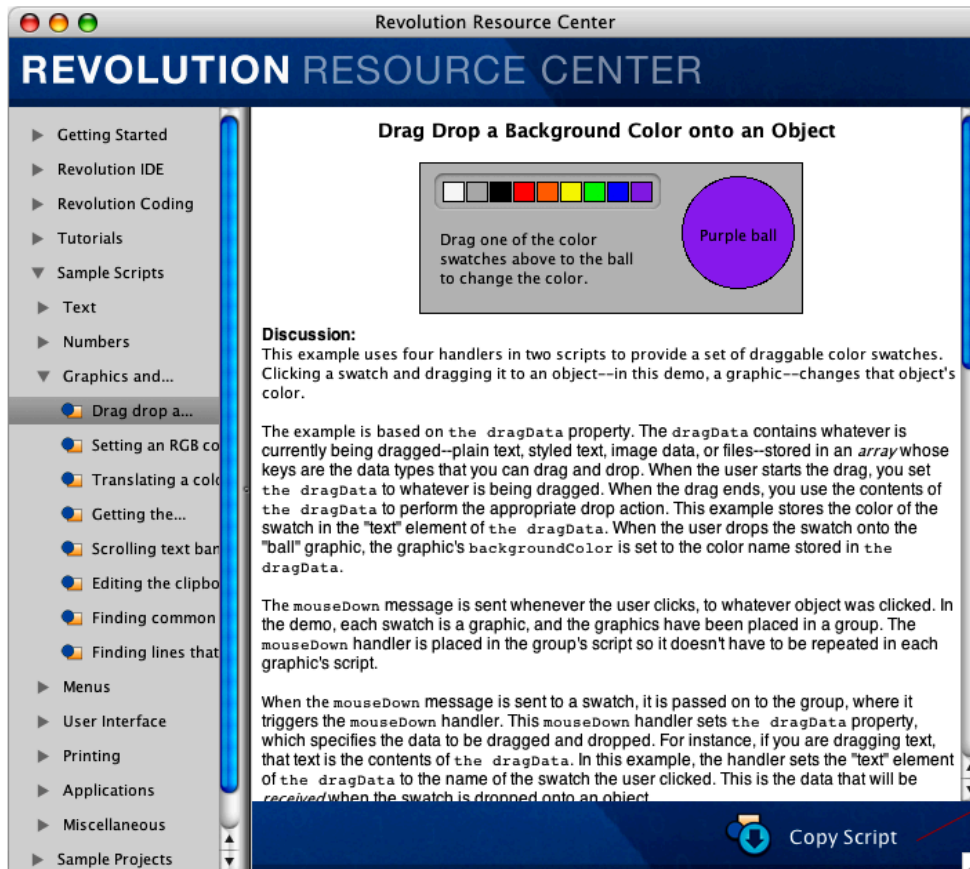 Revolution Resource Center
REVOLUTION RESOURCE CENTER
Getting Started
Revolution IDE
Revolution Coding
Tutorials
Sample Scripts
Text
Numbers
Graphics and...
Drag drop a...
Setting an RGB co
Translating a colo
Getting the...
Scrolling text ban
Editing the clipbo
Finding common
Finding lines that
Menus
User Interface
Printing
Applications
Miscellaneous
Sample Projects
Drag Drop a Background Color onto an Object
Drag one of the color
swatches above to the ball
to change the color.
Purple ball
Discussion:
This example uses four handlers in two scripts to provide a set of draggable color swatches.
Clicking a swatch and dragging it to an object--in this demo, a graphic--changes that object's
color.
The example is based on the dragData property. The dragData contains whatever is
currently being dragged--plain text, styled text, image data, or files--stored in an array whose
keys are the data types that you can drag and drop. When the user starts the drag, you set
the dragData to whatever is being dragged. When the drag ends, you use the contents of
the dragData to perform the appropriate drop action. This example stores the color of the
swatch in the "text" element of the dragData. When the user drops the swatch onto the
"ball" graphic, the graphic's backgroundColor is set to the color name stored in the
dragData.
The mouseDown message is sent whenever the user clicks, to whatever object was clicked. In
the demo, each swatch is a graphic, and the graphics have been placed in a group. The
mouseDown handler is placed in the group's script so it doesn't have to be repeated in each
graphic's script.
When the mouseDown message is sent to a swatch, it is passed on to the group, where it
triggers the mouseDown handler. This mouseDown handler sets the dragData property,
which specifies the data to be dragged and dropped. For instance, if you are dragging text,
that text is the contents of the dragData. In this example, the handler sets the "text" element
of the dragData to the name of the swatch the user clicked. This is the data that will be
received when the swatch is dropped onto an object.
Copy Script